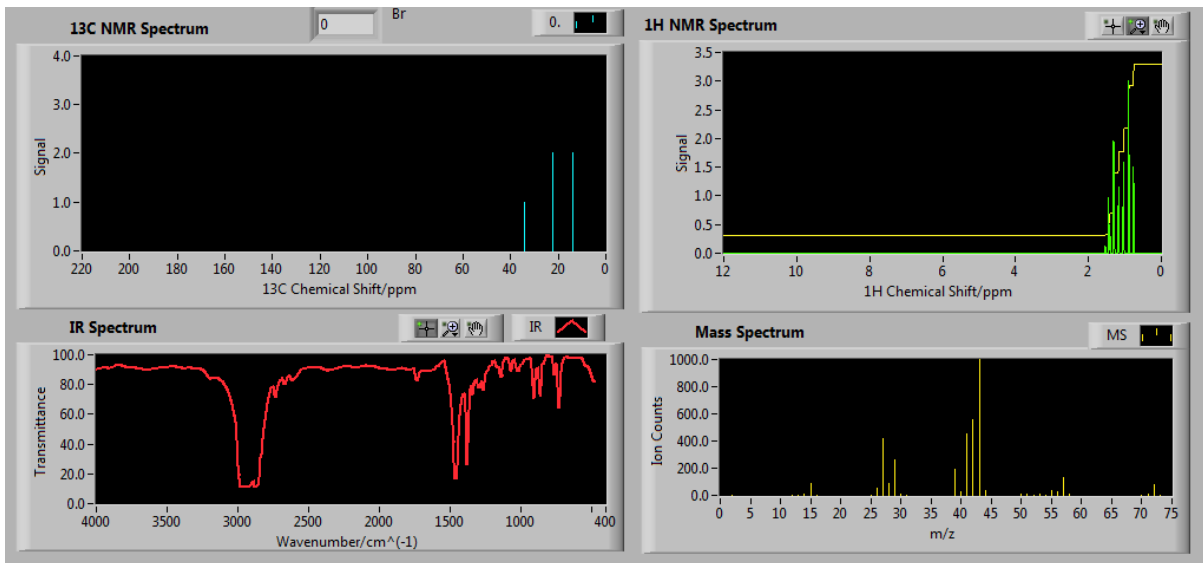 13C NMR Spectrum
0
Br
0.
Signal
4.0
3.0
2.0
1.0
0.0
220 200 180 160 140 120 100 80 60 40 20 0
13C Chemical Shift/ppm
1H NMR Spectrum
Signal
3.5
3.0
2.5
2.0
1.5
1.0
0.5
0.0
12 10 8 6 4 2 0
1H Chemical Shift/ppm
IR Spectrum
IR
Transmittance
100.0
80.0
60.0
40.0
20.0
0.0
4000 3000 2000 1000 400
Wavenumber/cm^(-1)
Mass Spectrum
MS
Ion Counts
1000.0
800.0
600.0
400.0
200.0
0.0
0 5 10 15 20 25 30 35 40 45 50 55 60 65 70 75
m/z